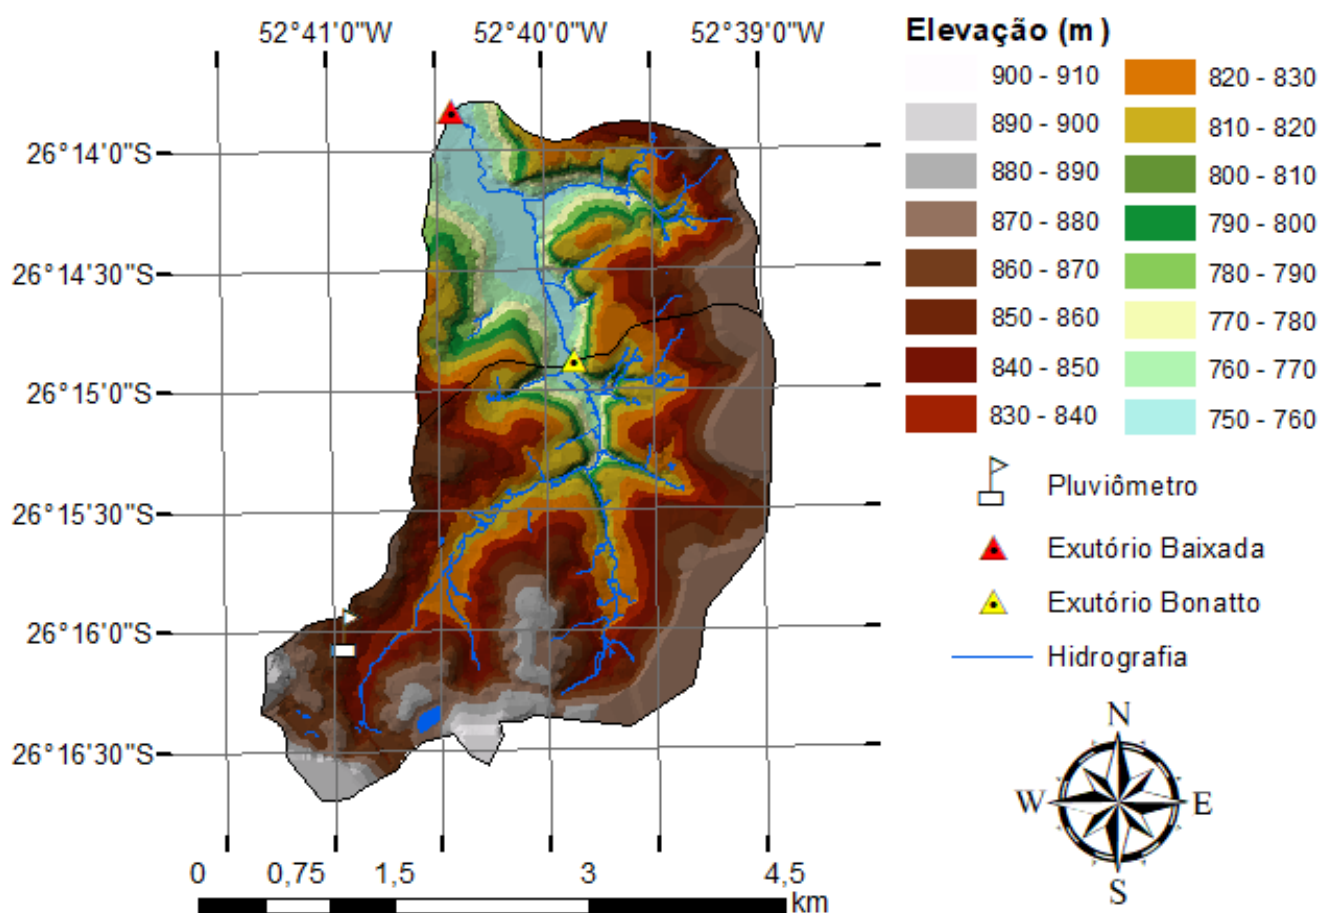 52°41'0"W 52°40'0"W 52°39'0"W
26°14'0"S
26°14'30"S
26°15'0"S
26°15'30"S
26°16'0"S
26°16'30"S
0 0,75 1,5 3 4,5
km
Elevação (m)
900 - 910 820 - 830
890 - 900 810 - 820
880 - 890 800 - 810
870 - 880 790 - 800
860 - 870 780 - 790
850 - 860 770 - 780
840 - 850 760 - 770
830 - 840 750 - 760
Pluviômetro
Exutório Baixada
Exutório Bonatto
Hidrografia
N
W E
S